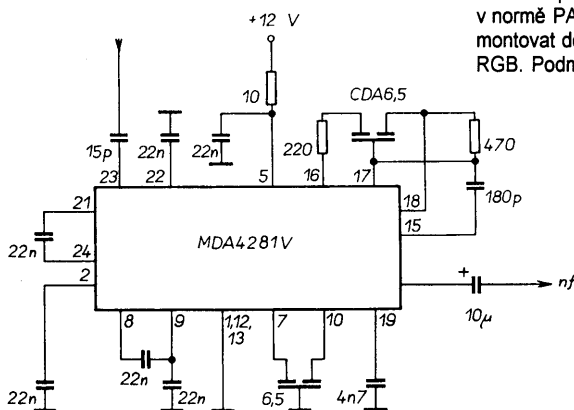 v normě PA
montovat d
RGB. Podm
+12 V
10
CDA6,5
15p
22n
22n
220
470
180p
23
22
5
16
17
18
15
21
24
2
22n
MDA4281V
nf
+
10µ
8
9
1,12,
13
7
10
19
22n
22n
22n
6,5
4n7